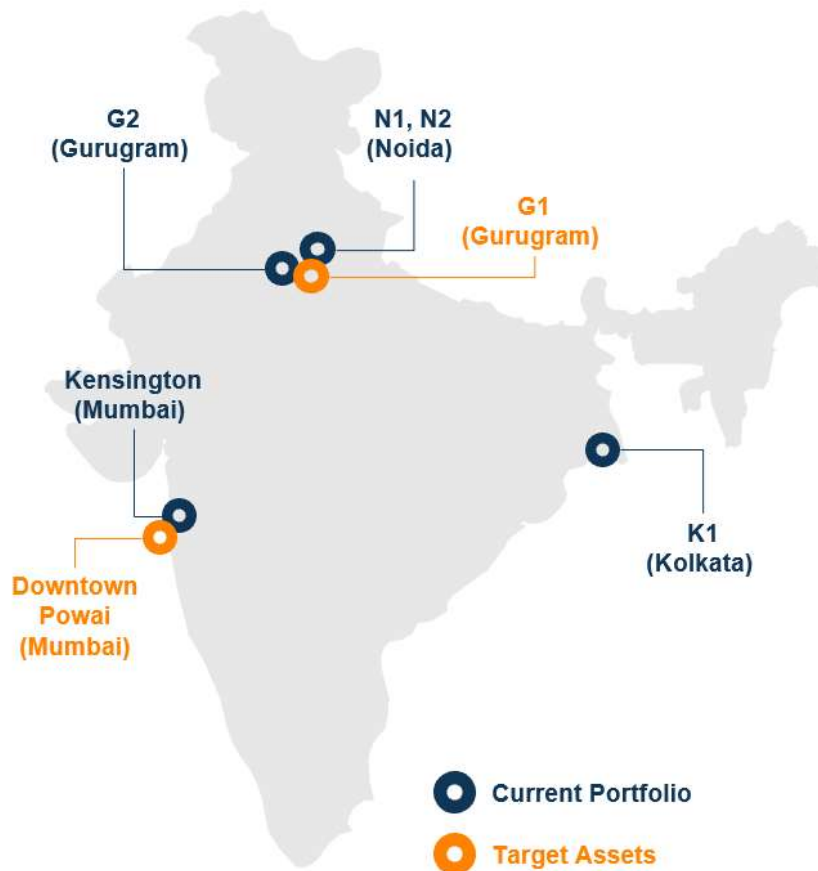 G2
(Gurugram)
N1, N2
(Noida)
G1
(Gurugram)
Kensington
(Mumbai)
K1
(Kolkata)
Downtown
Powai
(Mumbai)
Current Portfolio
Target Assets